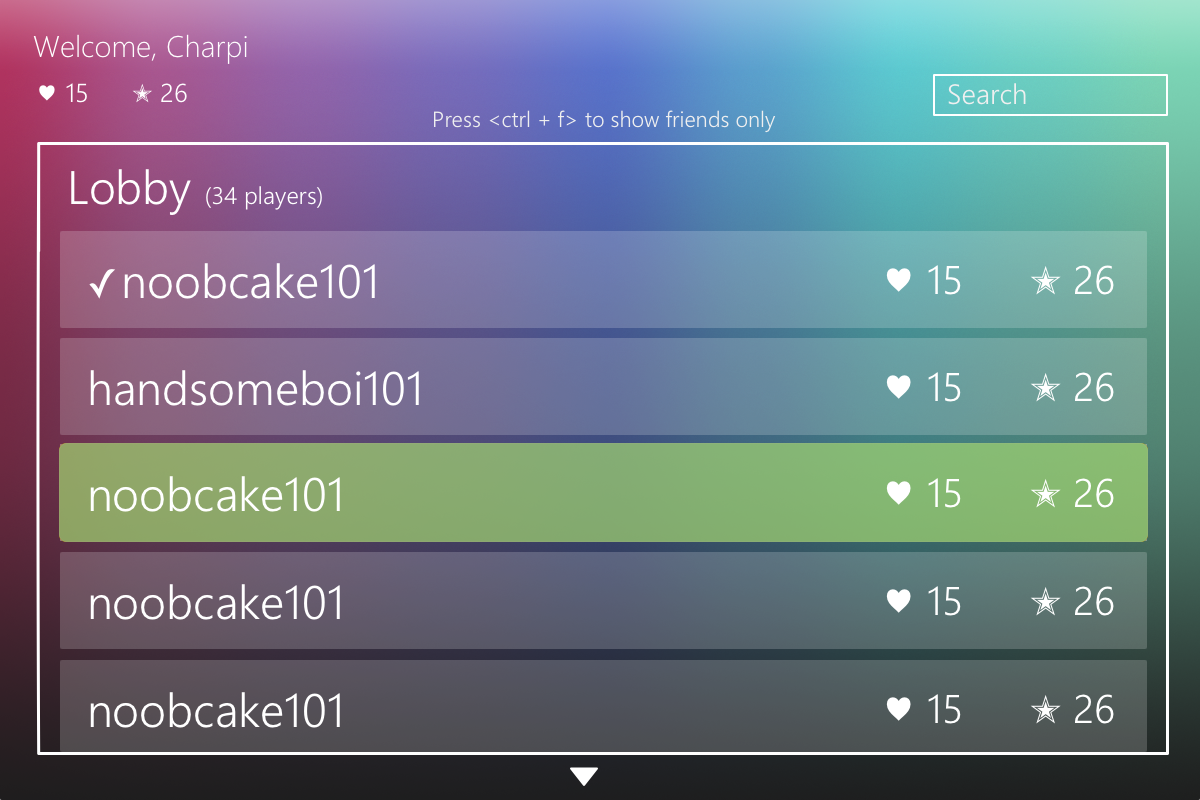 Welcome, Charpi
♥ 15 ★ 26
Search
Press <ctrl + f> to show friends only
Lobby (34 players)
✓noobcake101 ♥ 15 ★ 26
handsomeboi101 ♥ 15 ★ 26
noobcake101 ♥ 15 ★ 26
noobcake101 ♥ 15 ★ 26
noobcake101 ♥ 15 ★ 26